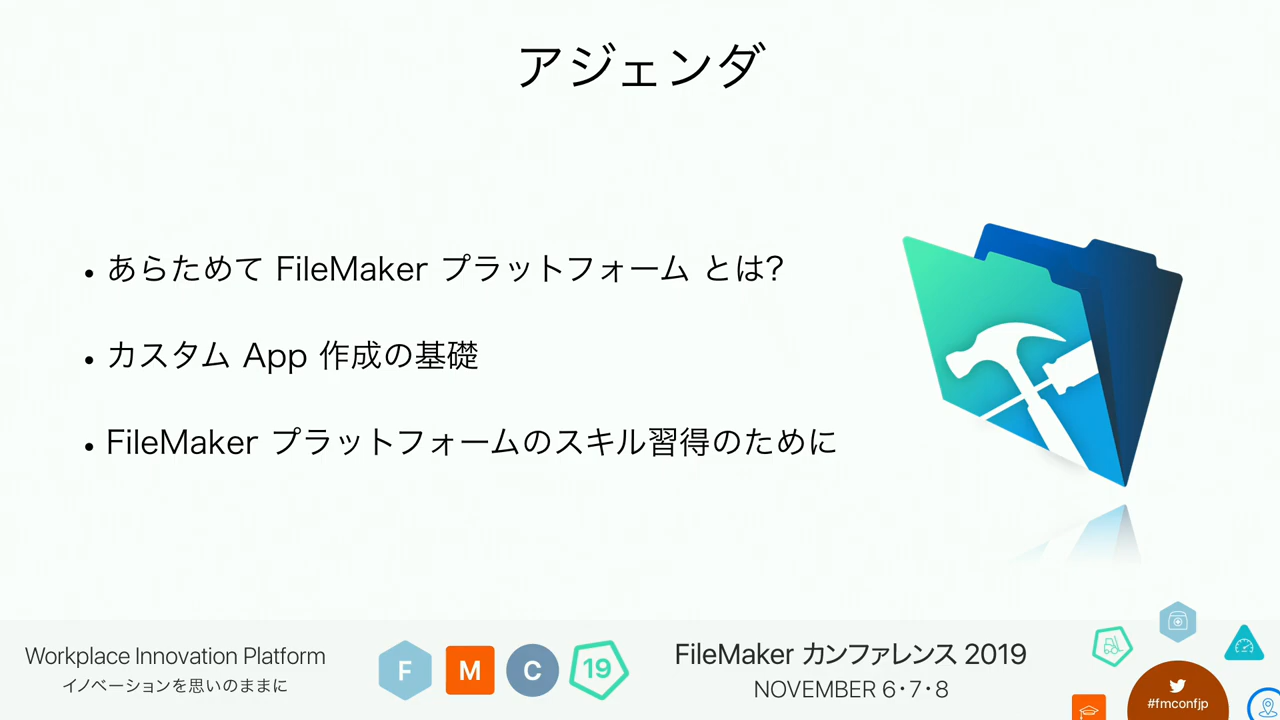 アジェンダ
• あらためて FileMaker プラットフォーム とは?
• カスタム App 作成の基礎
• FileMaker プラットフォームのスキル習得のために
Workplace Innovation Platform
イノベーションを思いのままに
F M C 19
FileMaker カンファレンス 2019
NOVEMBER 6・7・8
#fmconfjp